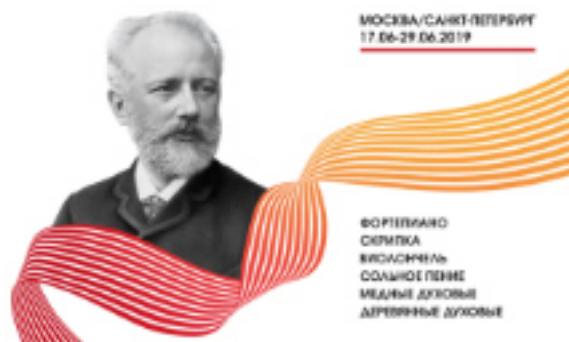 МОСКВА/САНКТ-ПЕТЕРБУРГ
17.06-29.06.2019
ФОРТЕПИАНО
СКРИПКА
ВИОЛОНЧЕЛЬ
СОЛЬНОЕ ПЕНИЕ
МЕДНЫЕ ДУХОВЫЕ
ДЕРЕВЯННЫЕ ДУХОВЫЕ